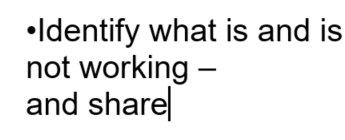 •Identify what is and is
not working –
and share